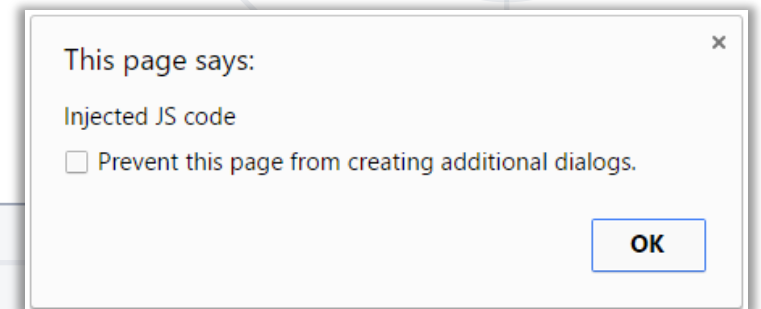 This page says:
Injected JS code
Prevent this page from creating additional dialogs.
OK